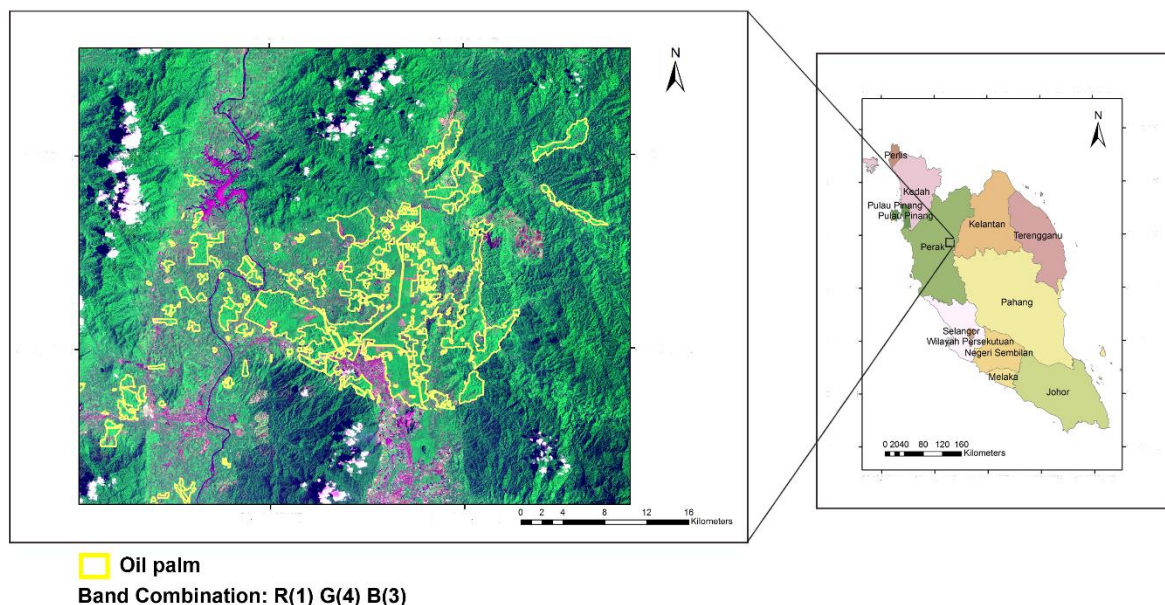 N
0 2 4 8 12 16
Kilometers
Oil palm
Band Combination: R(1) G(4) B(3)
N
Perlis
Kedah
Pulau Pinang
Pulau Pinang
Kelantan
Terengganu
Perak
Pahang
Selangor
Wilayah Persekutuan
Negeri Sembilan
Melaka
Johor
0 2040 80 120 160
Kilometers